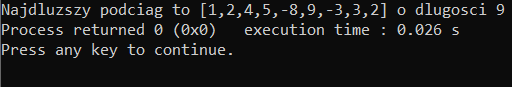 Najdluzszy podciag to [1,2,4,5,-8,9,-3,3,2] o dlugosci 9
Process returned 0 (0x0)   execution time : 0.026 s
Press any key to continue.